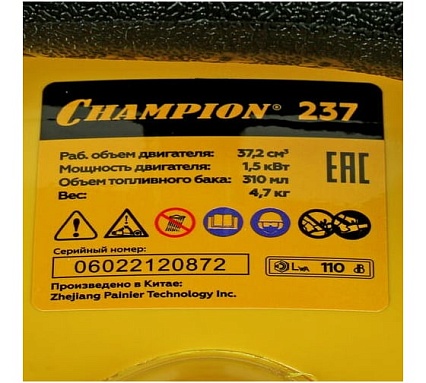 CHAMPION® 237
Раб. объем двигателя: 37,2 см³
Мощность двигателя: 1,5 кВт
Объем топливного бака: 310 мл
Вес: 4,7 кг
EAC
Серийный номер:
06022120872
LWA 110 dB
Произведено в Китае:
Zhejiang Painier Technology Inc.